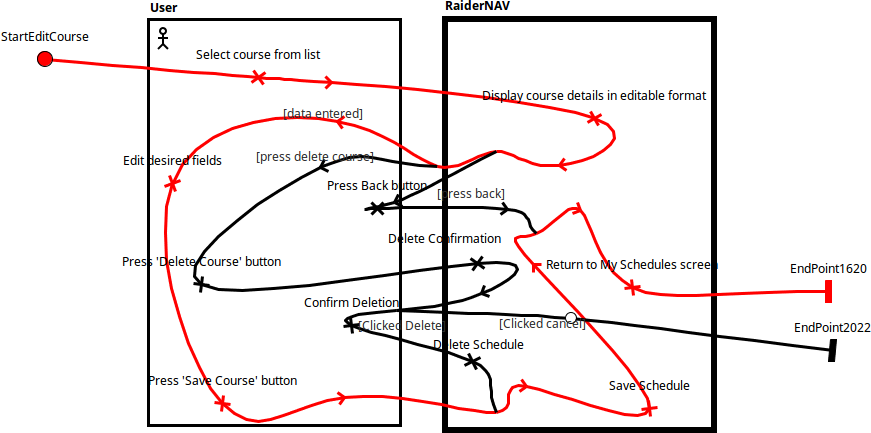 User
RaiderNAV
StartEditCourse
Select course from list
Display course details in editable format
[data entered]
Edit desired fields
[press delete course]
Press Back button
[press back]
Delete Confirmation
Press 'Delete Course' button
Return to My Schedules screen
EndPoint1620
Confirm Deletion
[Clicked Delete]
[Clicked cancel]
EndPoint2022
Delete Schedule
Press 'Save Course' button
Save Schedule